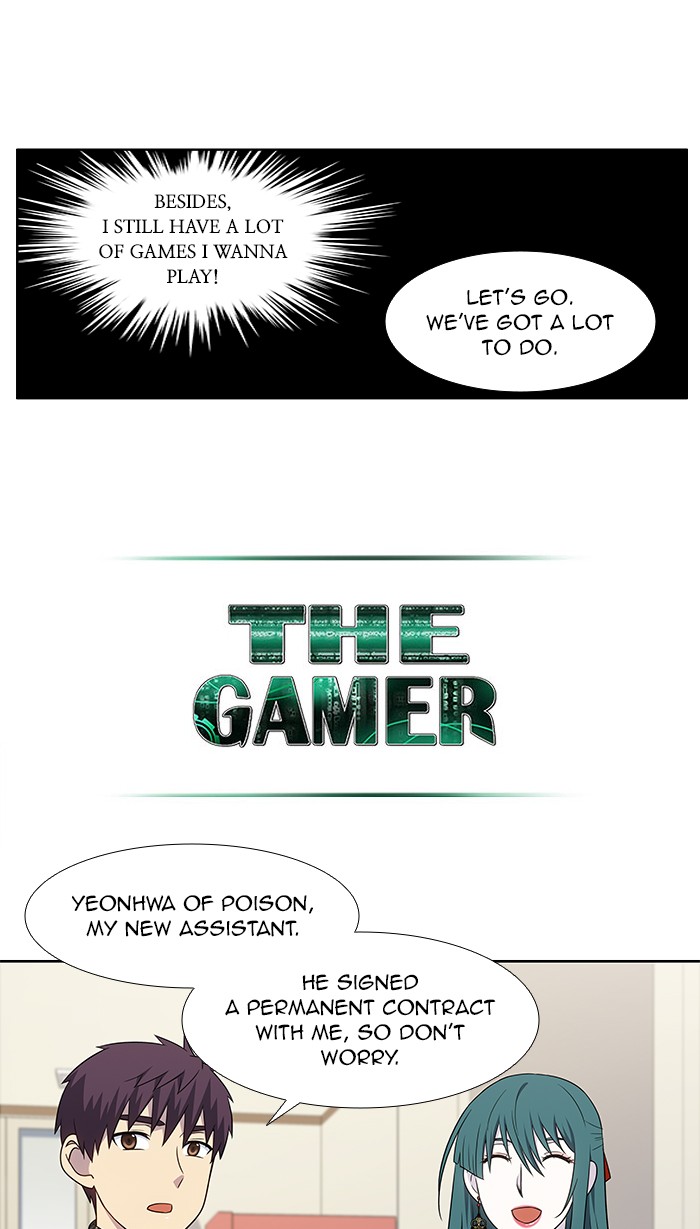 BESIDES,
I STILL HAVE A LOT
OF GAMES I WANNA
PLAY!
LET'S GO.
WE'VE GOT A LOT
TO DO.
THE
GAMER
YEONHWA OF POISON,
MY NEW ASSISTANT.
HE SIGNED
A PERMANENT CONTRACT
WITH ME, SO DON'T
WORRY.